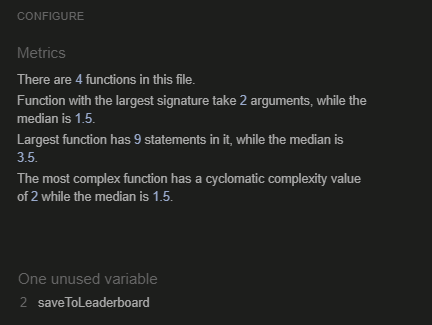 CONFIGURE
Metrics
There are 4 functions in this file.
Function with the largest signature take 2 arguments, while the
median is 1.5.
Largest function has 9 statements in it, while the median is
3.5.
The most complex function has a cyclomatic complexity value
of 2 while the median is 1.5.
One unused variable
2 saveToLeaderboard